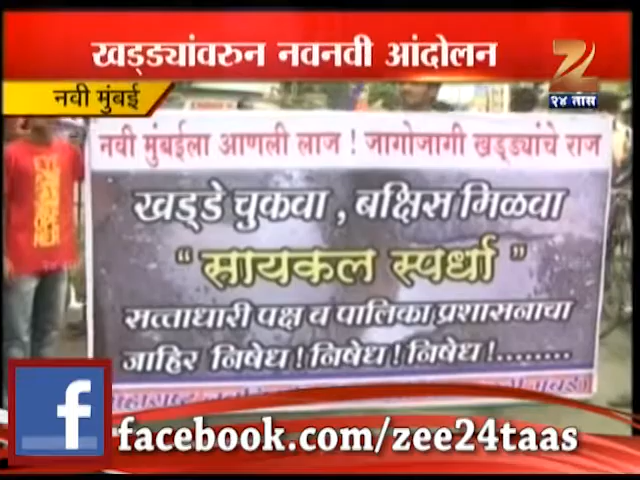 खड्ड्यांवरुन नवनवी आंदोलन
२४ तास
नवी मुंबई
नवी मुंबईला आणली लाज ! जागोजागी खड्ड्यांचे राज
खड्डे चुकवा , बक्षिस मिळवा
" सायकल स्पर्धा "
सत्ताधारी पक्ष व पालिका प्रशासनाचा
जाहिर निषेध ! निषेध ! निषेध !........
facebook.com/zee24taas